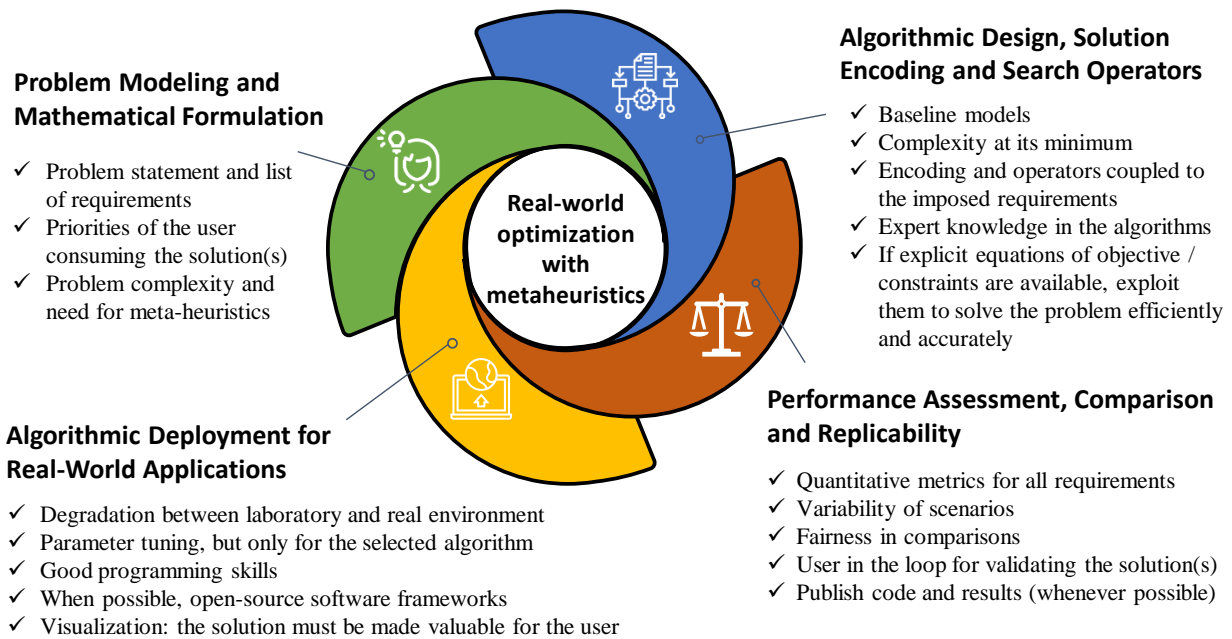 Problem Modeling and
Mathematical Formulation
✓ Problem statement and list
of requirements
✓ Priorities of the user
consuming the solution(s)
✓ Problem complexity and
need for meta-heuristics
Algorithmic Design, Solution
Encoding and Search Operators
✓ Baseline models
✓ Complexity at its minimum
✓ Encoding and operators coupled to
the imposed requirements
✓ Expert knowledge in the algorithms
✓ If explicit equations of objective /
constraints are available, exploit
them to solve the problem efficiently
and accurately
Real-world
optimization
with
metaheuristics
Algorithmic Deployment for
Real-World Applications
✓ Degradation between laboratory and real environment
✓ Parameter tuning, but only for the selected algorithm
✓ Good programming skills
✓ When possible, open-source software frameworks
✓ Visualization: the solution must be made valuable for the user
Performance Assessment, Comparison
and Replicability
✓ Quantitative metrics for all requirements
✓ Variability of scenarios
✓ Fairness in comparisons
✓ User in the loop for validating the solution(s)
✓ Publish code and results (whenever possible)